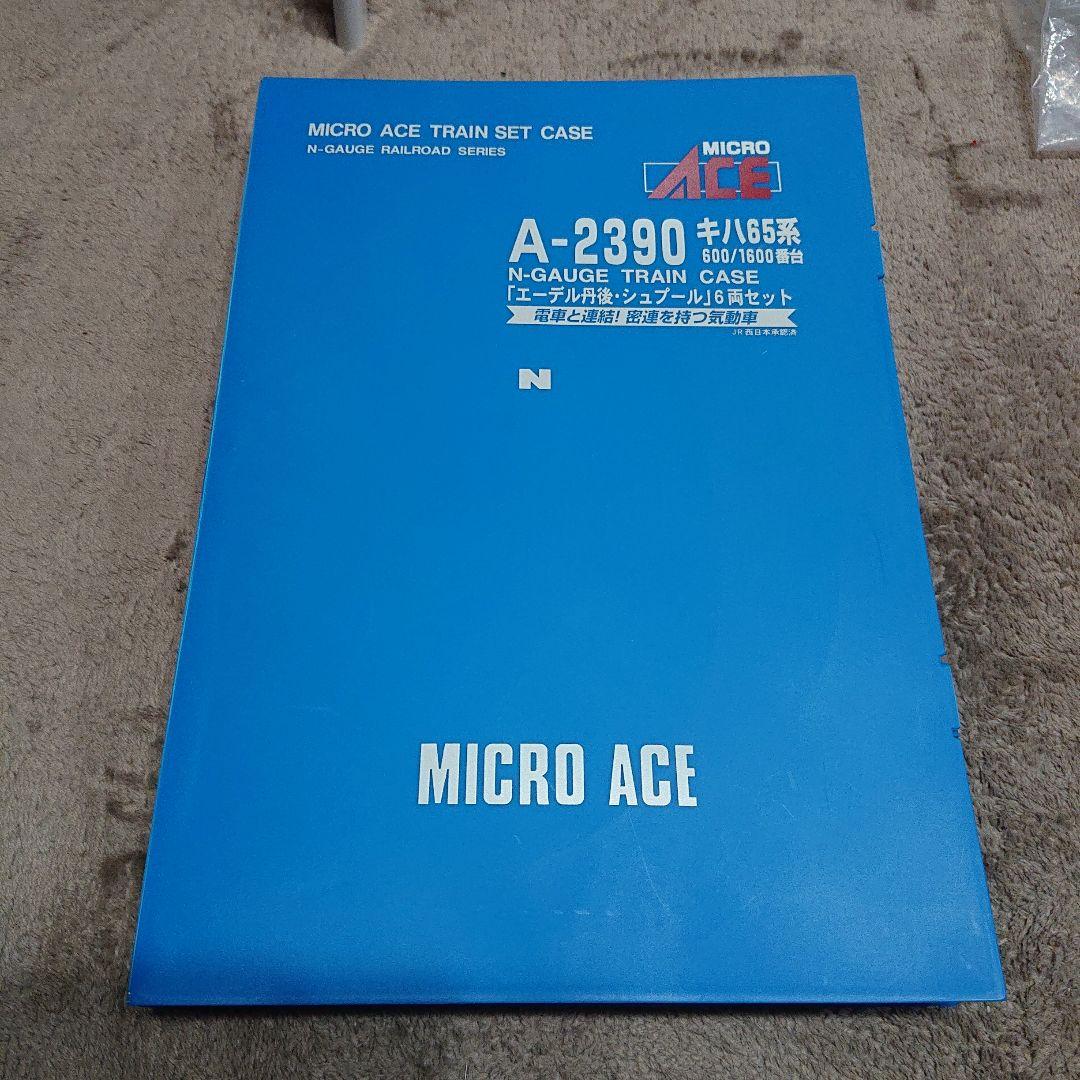 MICRO ACE TRAIN SET CASE
N-GAUGE RAILROAD SERIES
MICRO
ACE
A-2390 キハ65系
600/1600番台
N-GAUGE TRAIN CASE
「エーデル丹後・シュプール」6両セット
電車と連結!密連を持つ気動車
JR西日本承認済
N
MICRO ACE